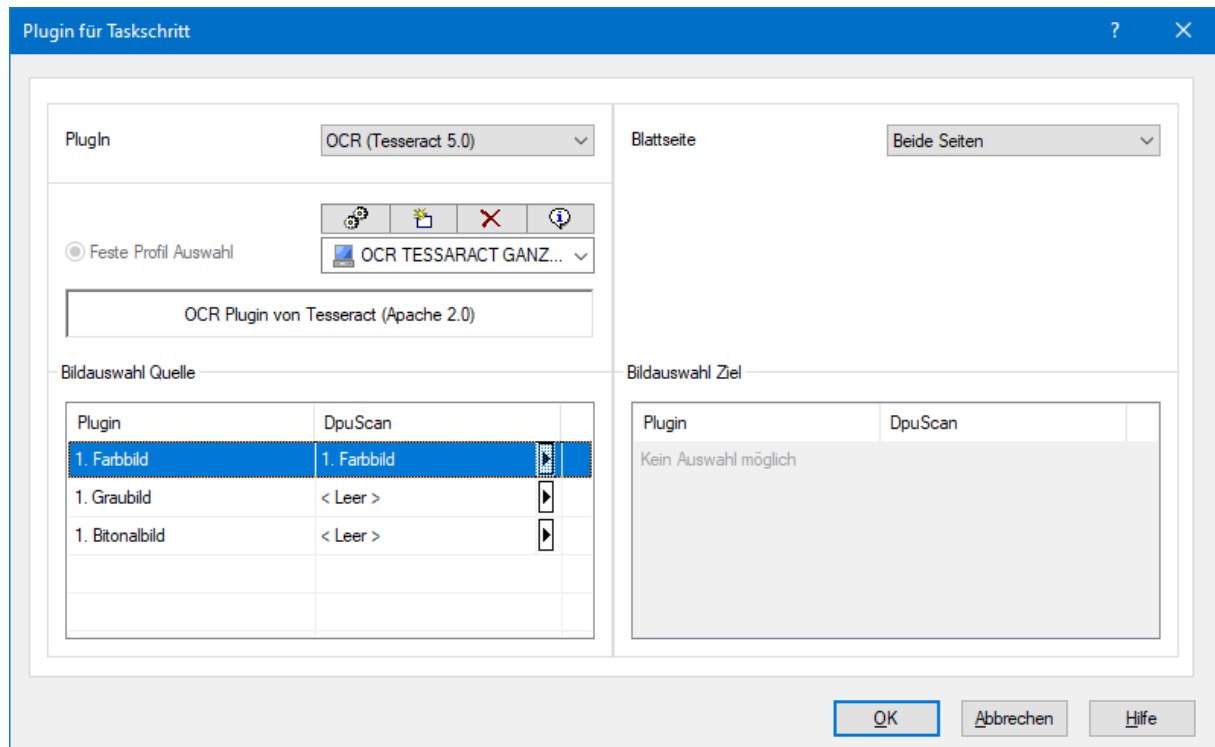 Plugin für Taskschritt
?
PlugIn
OCR (Tesseract 5.0)
Blattseite
Beide Seiten
Feste Profil Auswahl
OCR TESSARACT GANZ...
OCR Plugin von Tesseract (Apache 2.0)
Bildauswahl Quelle
Plugin DpuScan
1. Farbbild 1. Farbbild
1. Graubild < Leer >
1. Bitonalbild < Leer >
Bildauswahl Ziel
Plugin DpuScan
Kein Auswahl möglich
OK Abbrechen Hilfe